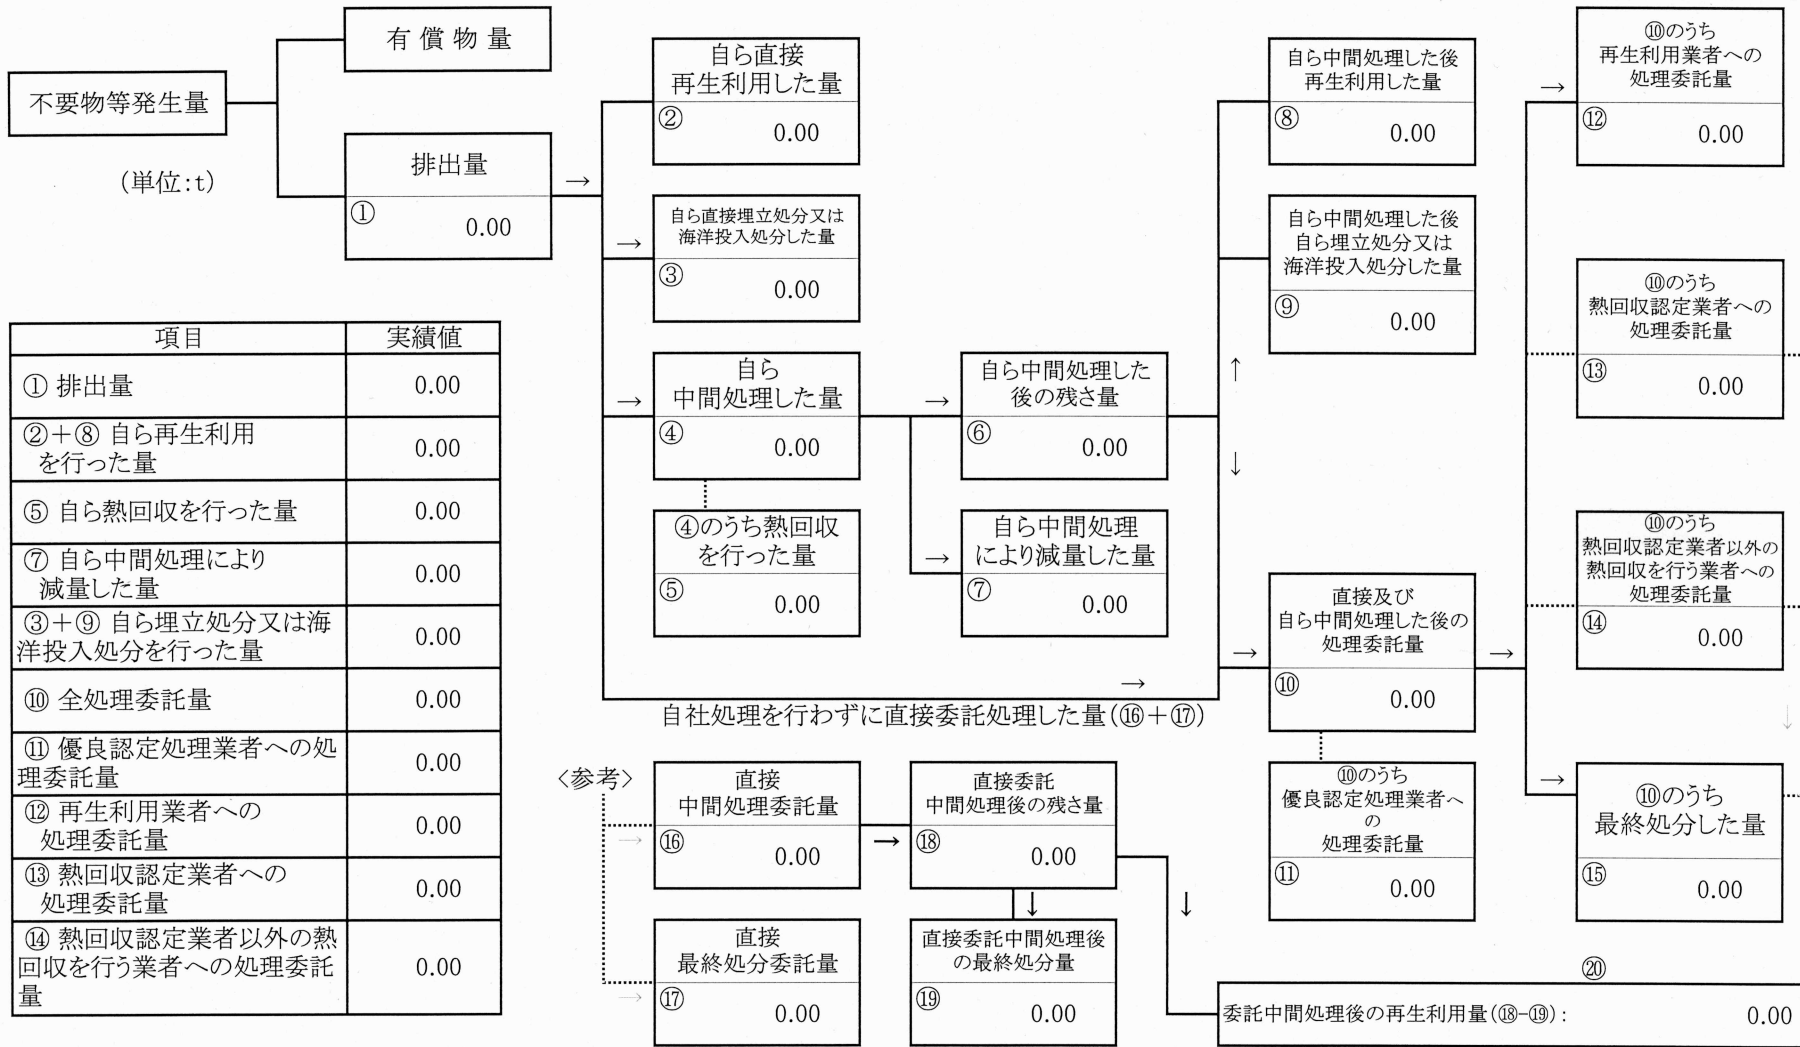 不要物等発生量
(単位:t)
有償物量
排出量
①
0.00
→
自ら直接
再生利用した量
②
0.00
→
自ら直接埋立処分又は
海洋投入処分した量
③
0.00
→
自ら
中間処理した量
④
0.00
④のうち熱回収
を行った量
⑤
0.00
→
自ら中間処理した
後の残さ量
⑥
0.00
→
自ら中間処理
により減量した量
⑦
0.00
↑
↓
自ら中間処理した後
再生利用した量
⑧
0.00
自ら中間処理した後
自ら埋立処分又は
海洋投入処分した量
⑨
0.00
→
自社処理を行わずに直接委託処理した量(⑯+⑰)
→
直接及び
自ら中間処理した後の
処理委託量
⑩
0.00
→
⑩のうち
優良認定処理業者へ
の
処理委託量
⑪
0.00
→
⑩のうち
再生利用業者への
処理委託量
⑫
0.00
⑩のうち
熱回収認定業者への
処理委託量
⑬
0.00
⑩のうち
熱回収認定業者以外の
熱回収を行う業者への
処理委託量
⑭
0.00
↓
→
⑩のうち
最終処分した量
⑮
0.00
項目 実績値
① 排出量 0.00
②+⑧ 自ら再生利用
を行った量 0.00
⑤ 自ら熱回収を行った量 0.00
⑦ 自ら中間処理により
減量した量 0.00
③+⑨ 自ら埋立処分又は海
洋投入処分を行った量 0.00
⑩ 全処理委託量 0.00
⑪ 優良認定処理業者への処
理委託量 0.00
⑫ 再生利用業者への
処理委託量 0.00
⑬ 熱回収認定業者への
処理委託量 0.00
⑭ 熱回収認定業者以外の熱
回収を行う業者への処理委託
量 0.00
〈参考〉
→
直接
中間処理委託量
⑯
0.00
→
直接委託
中間処理後の残さ量
⑱
0.00
→
直接
最終処分委託量
⑰
0.00
↓
直接委託中間処理後
の最終処分量
⑲
0.00
↓
⑳
委託中間処理後の再生利用量(⑱-⑲): 0.00